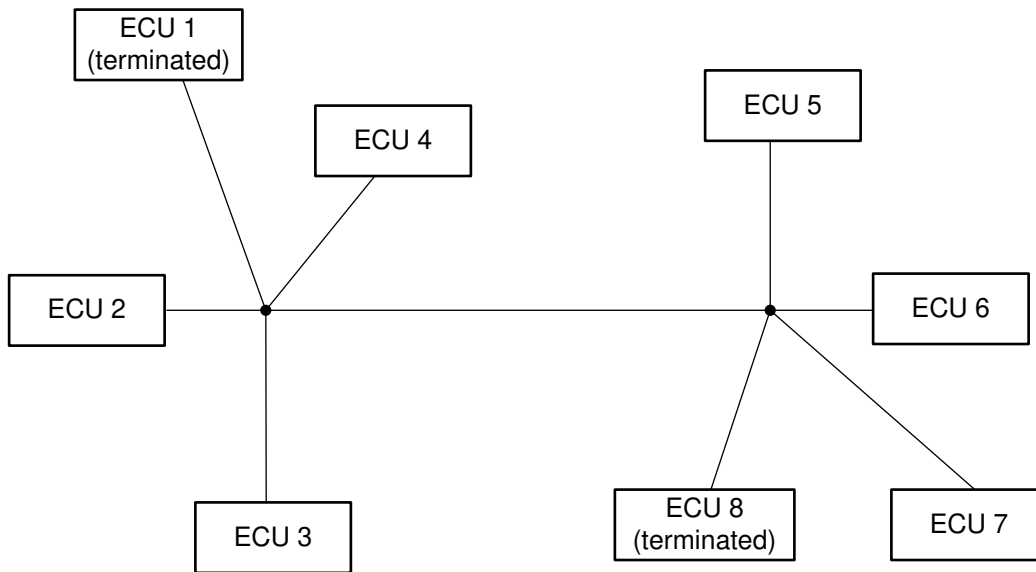 ECU 1
(terminated)
ECU 4
ECU 5
ECU 2
ECU 6
ECU 3
ECU 8
(terminated)
ECU 7